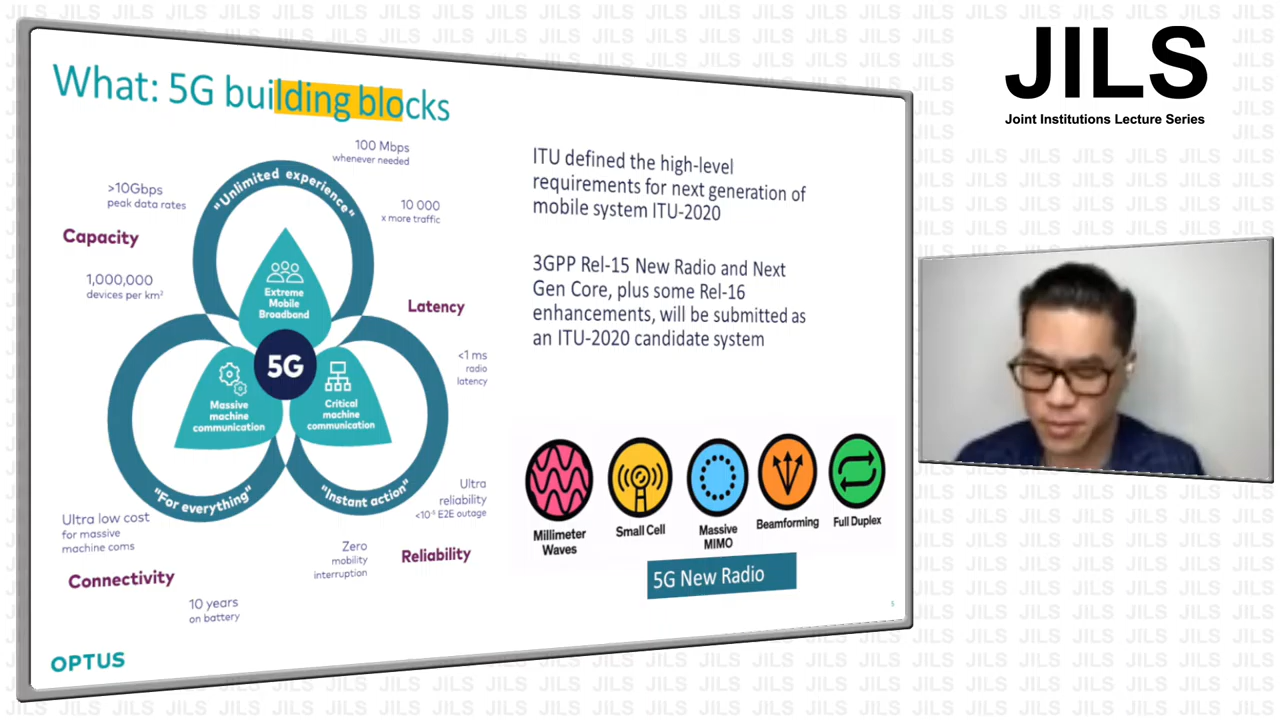 What: 5G building blocks
100 Mbps
whenever needed
>10Gbps
peak data rates
10 000
x more traffic
Capacity
1,000,000
devices per km²
"Unlimited experience"
Extreme
Mobile
Broadband
Latency
<1 ms
radio
latency
5G
Massive
machine
communication
Critical
machine
communication
"For everything"
"Instant action"
Ultra
reliability
<10⁻⁵ E2E outage
Ultra low cost
for massive
machine coms
Zero
mobility
interruption
Reliability
Connectivity
10 years
on battery
OPTUS
ITU defined the high-level
requirements for next generation of
mobile system ITU-2020
3GPP Rel-15 New Radio and Next
Gen Core, plus some Rel-16
enhancements, will be submitted as
an ITU-2020 candidate system
Millimeter
Waves
Small Cell
Massive
MIMO
Beamforming
Full Duplex
5G New Radio
5
JILS
Joint Institutions Lecture Series